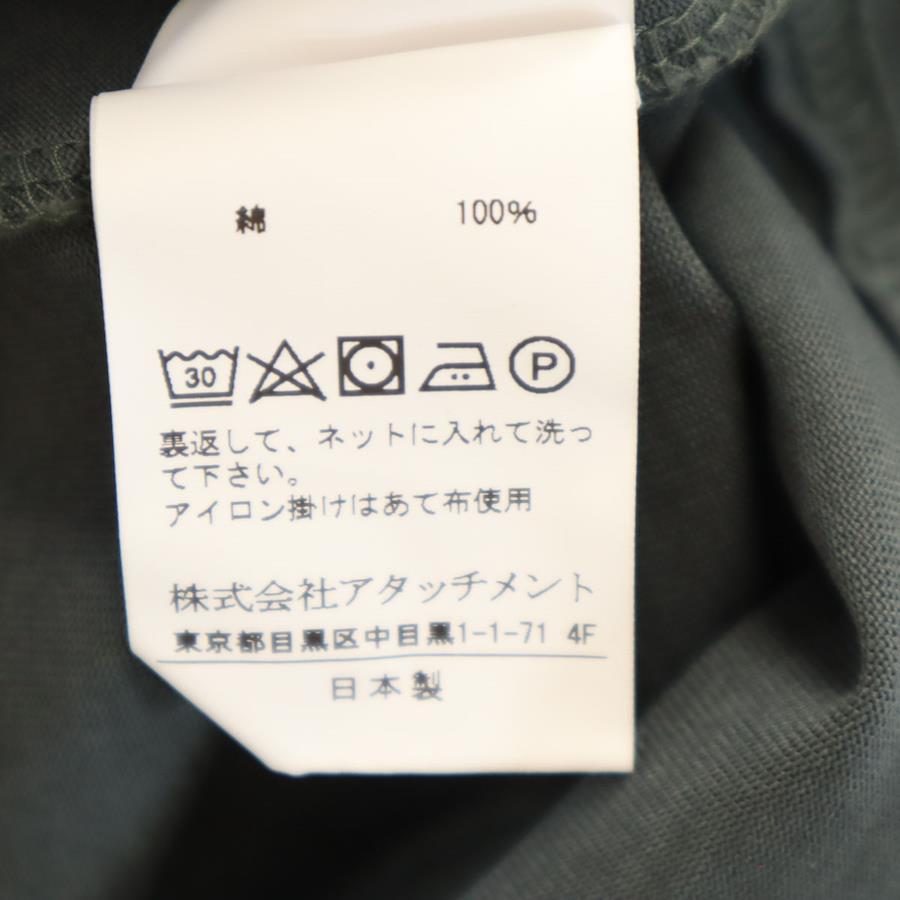 綿 100%
30 P
裏返して、ネットに入れて洗っ
て下さい。
アイロン掛けはあて布使用
株式会社アタッチメント
東京都目黒区中目黒1-1-71 4F
日本製